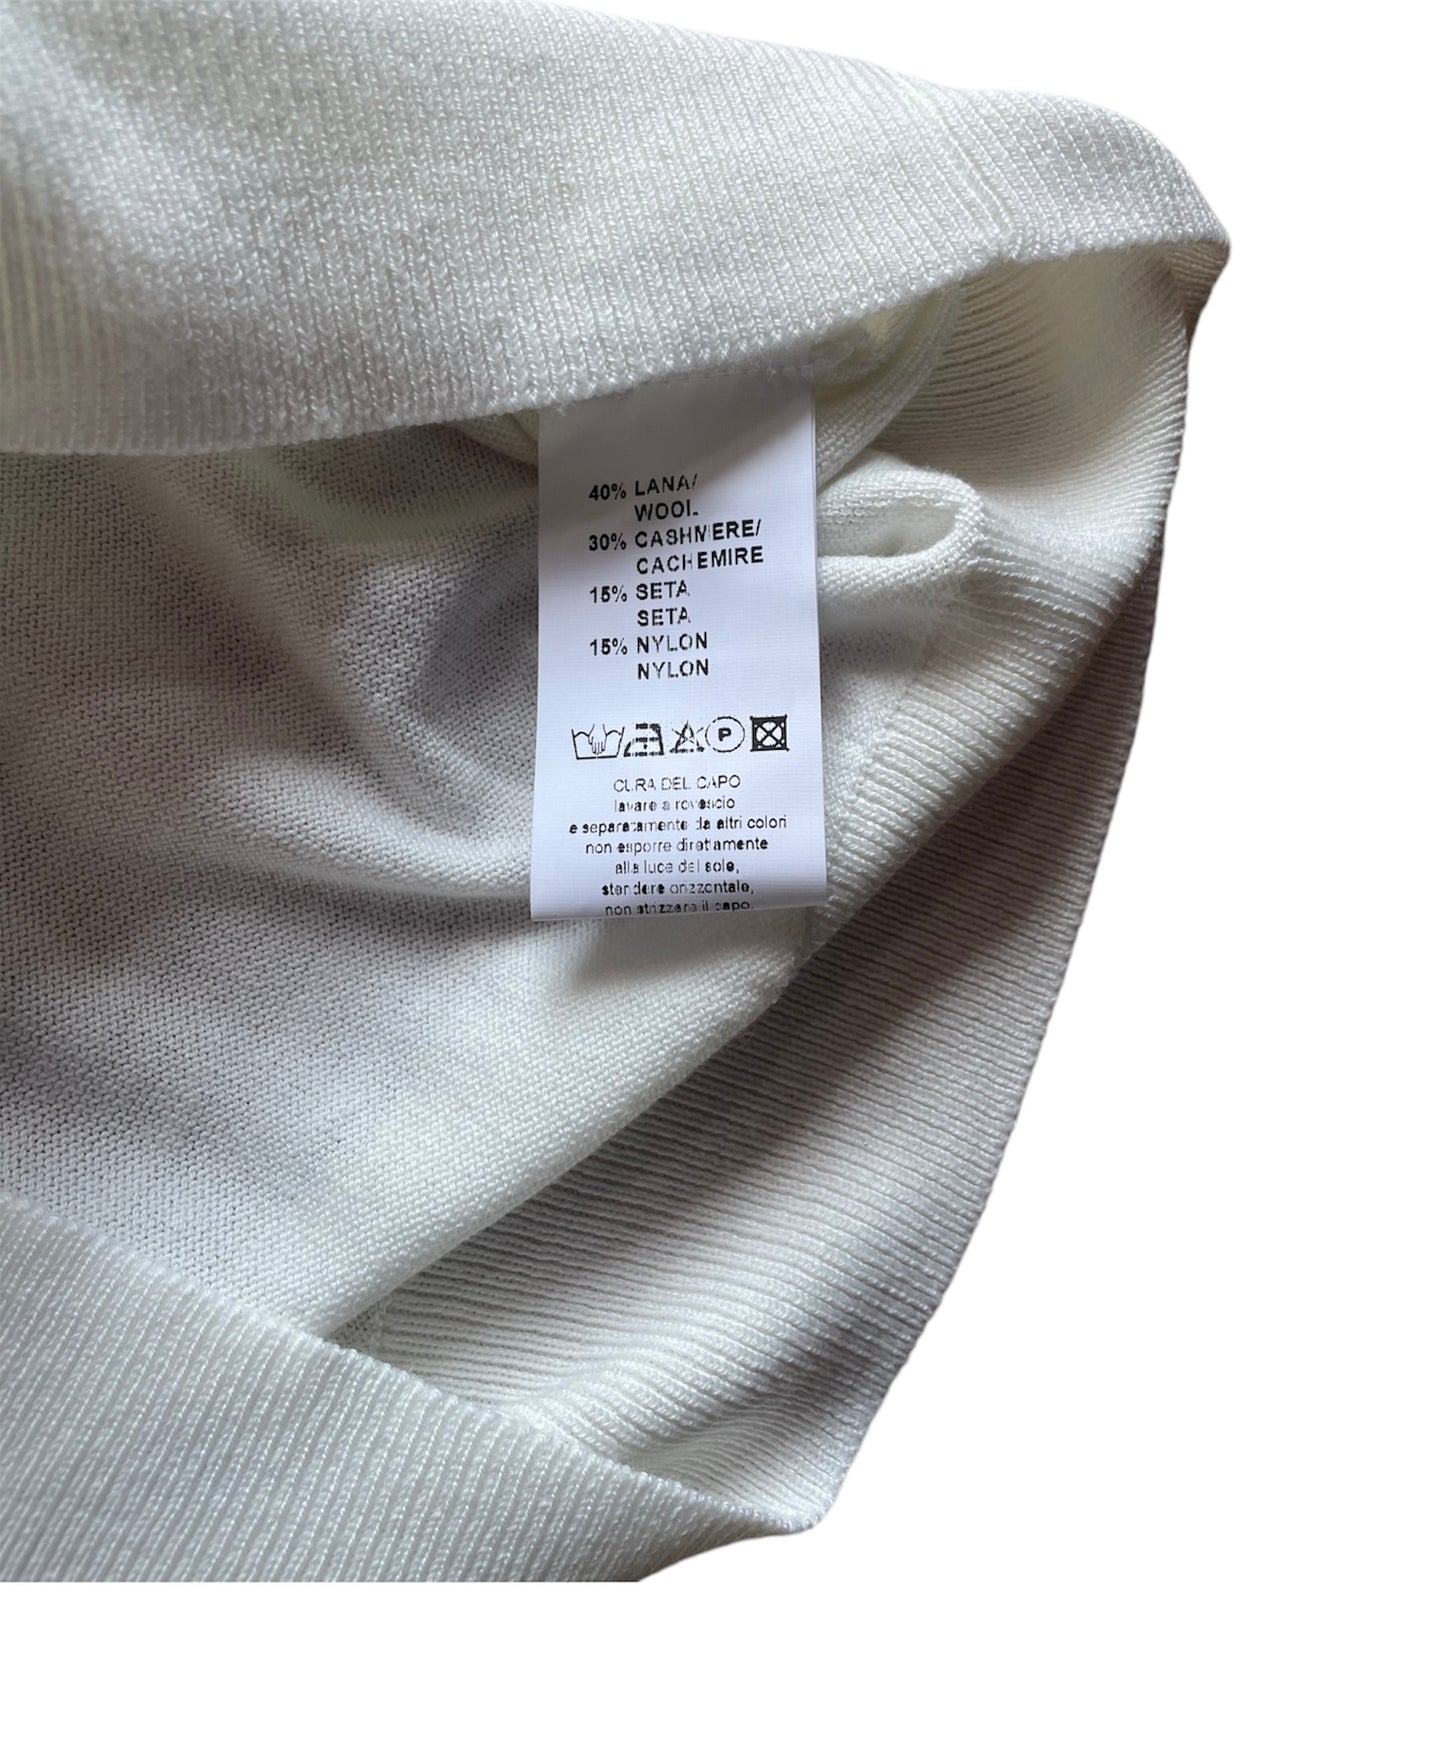 40% LANA/
WOOL
30% CASHMERE/
CACHEMIRE
15% SETA
SETA
15% NYLON
NYLON
P
CURA DEL CAPO
lavare a rovescio
e separatamente da altri colori
non esporre direttamente
alla luce del sole,
stendere orizzontale,
non strizzare il capo.